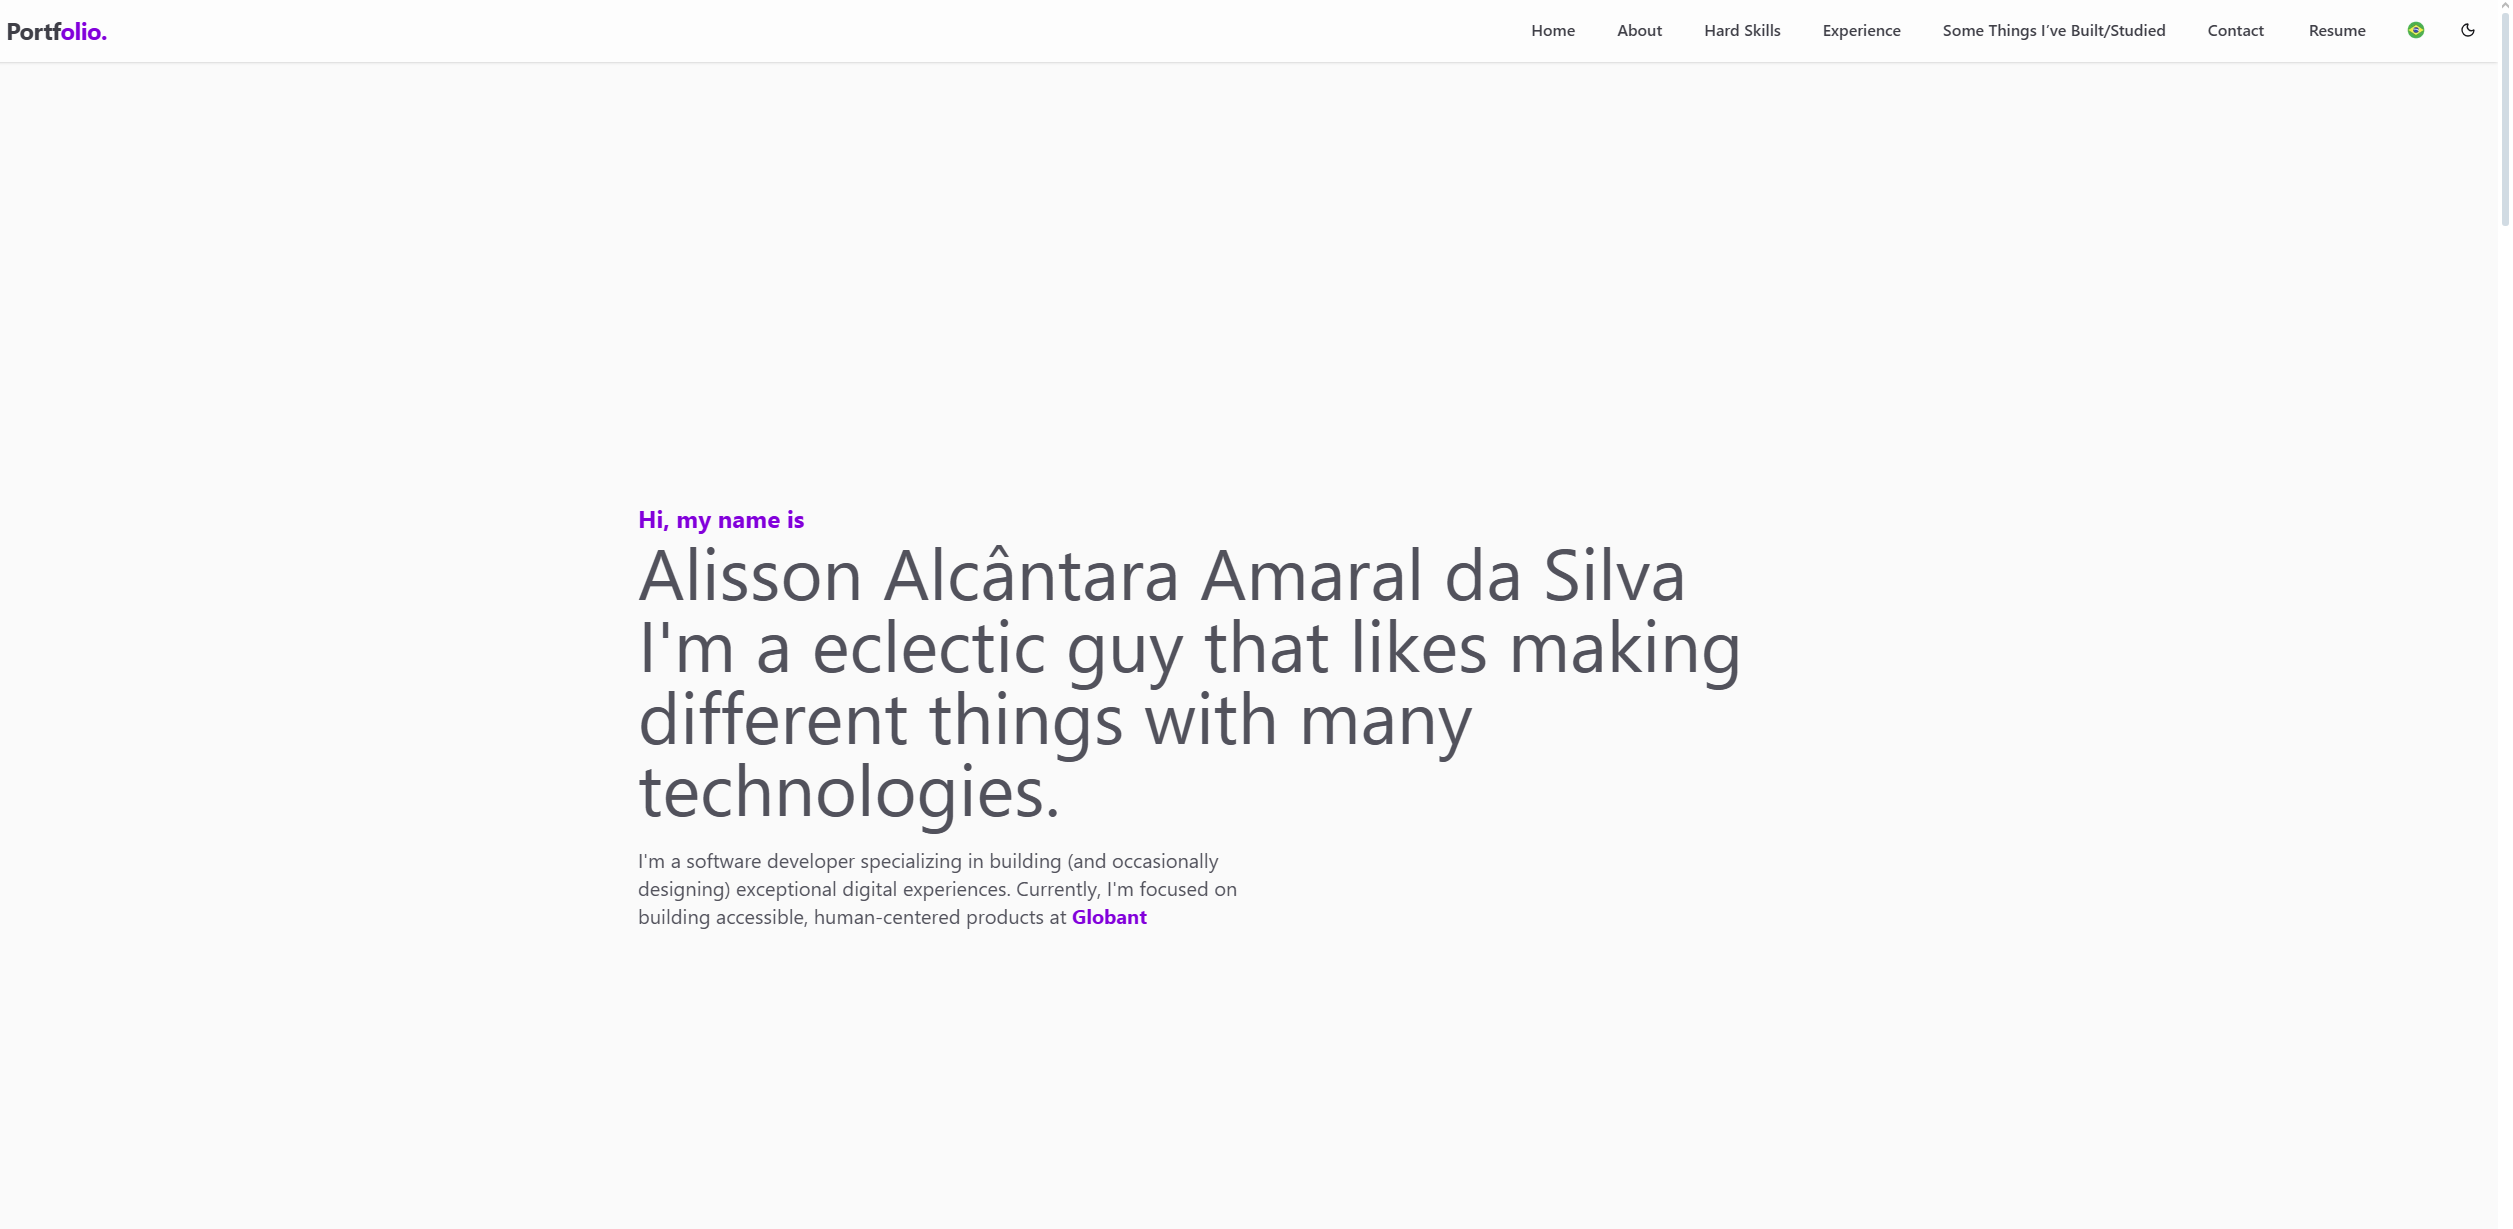 Portfolio.
Home About Hard Skills Experience Some Things I’ve Built/Studied Contact Resume
Hi, my name is
Alisson Alcântara Amaral da Silva
I'm a eclectic guy that likes making
different things with many
technologies.
I'm a software developer specializing in building (and occasionally
designing) exceptional digital experiences. Currently, I'm focused on
building accessible, human-centered products at Globant